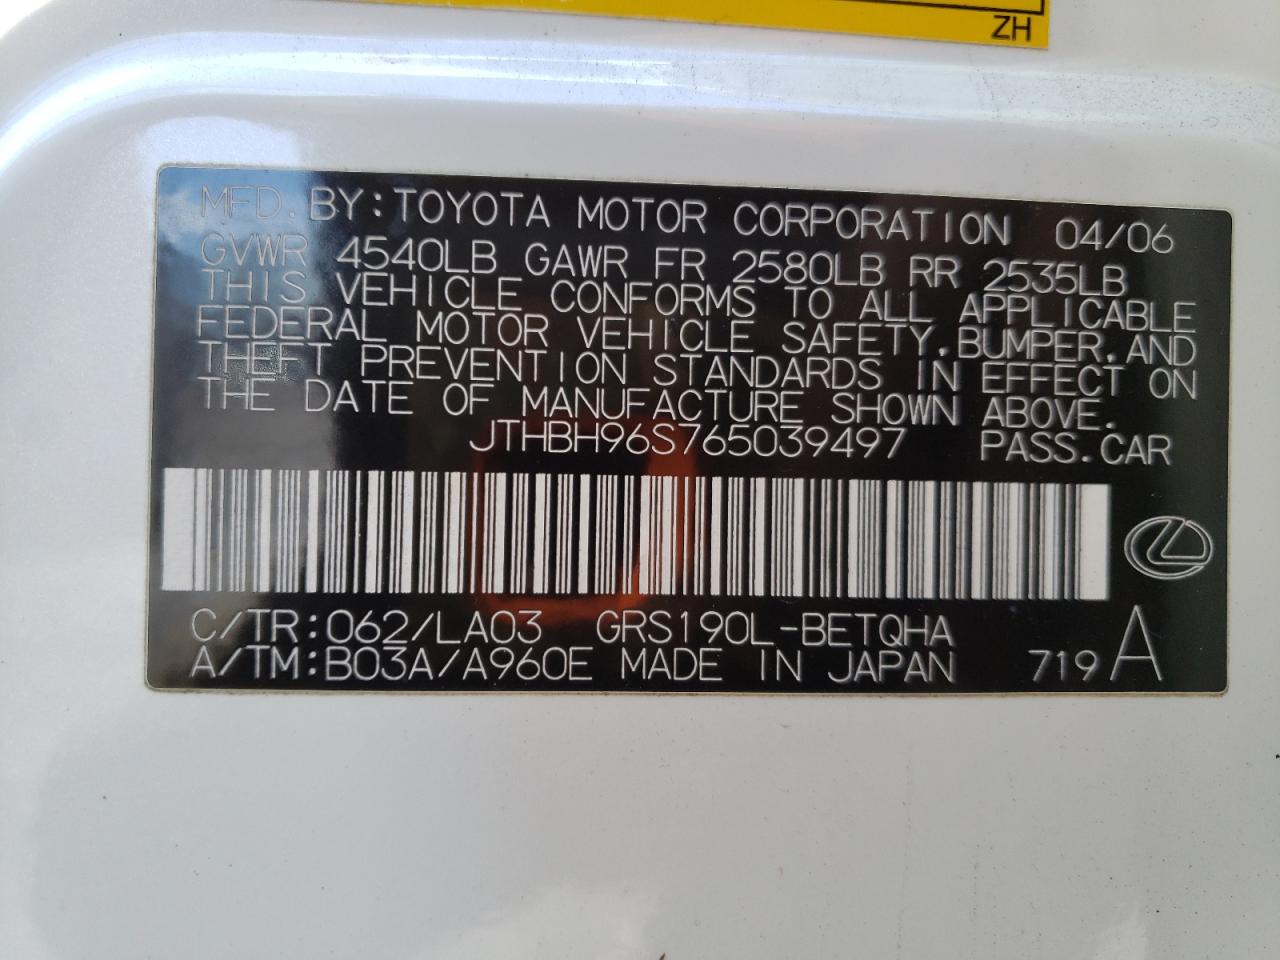 ZH
MFD. BY: TOYOTA MOTOR CORPORATION 04/06
GVWR 4540LB GAWR FR 2580LB RR 2535LB
THIS VEHICLE CONFORMS TO ALL APPLICABLE
FEDERAL MOTOR VEHICLE SAFETY, BUMPER, AND
THEFT PREVENTION STANDARDS IN EFFECT ON
THE DATE OF MANUFACTURE SHOWN ABOVE.
JTHBH96S765039497 PASS. CAR
C/TR: 062/LA03 GRS190L-BETQHA
A/TM: B03A/A960E MADE IN JAPAN 719 A